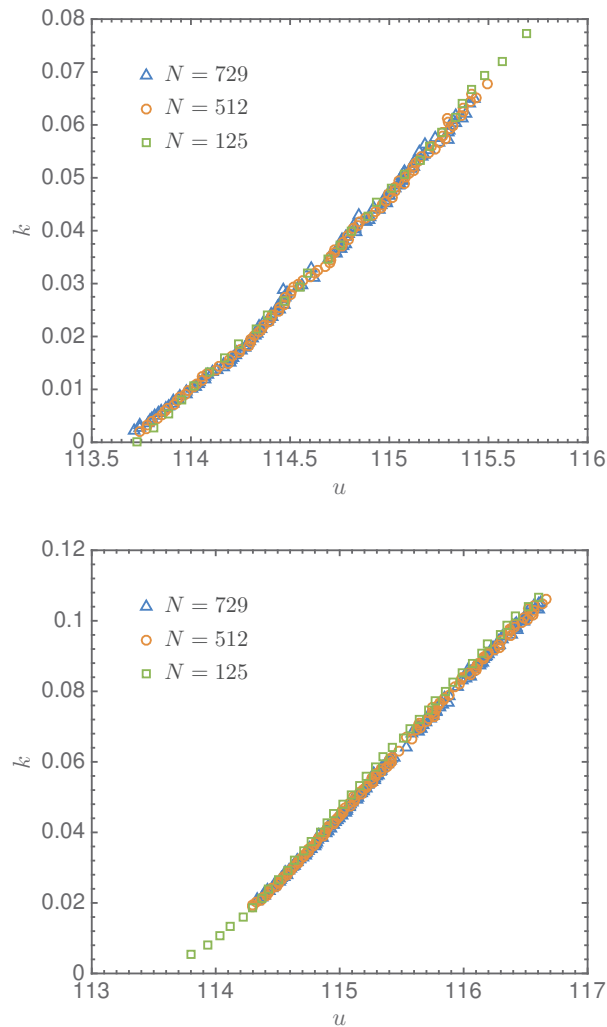 0.08
0.07
0.06
0.05
0.04
0.03
0.02
0.01
0
k
N = 729
N = 512
N = 125
113.5 114 114.5 115 115.5 116
u
0.12
0.1
0.08
0.06
0.04
0.02
0
k
N = 729
N = 512
N = 125
113 114 115 116 117
u